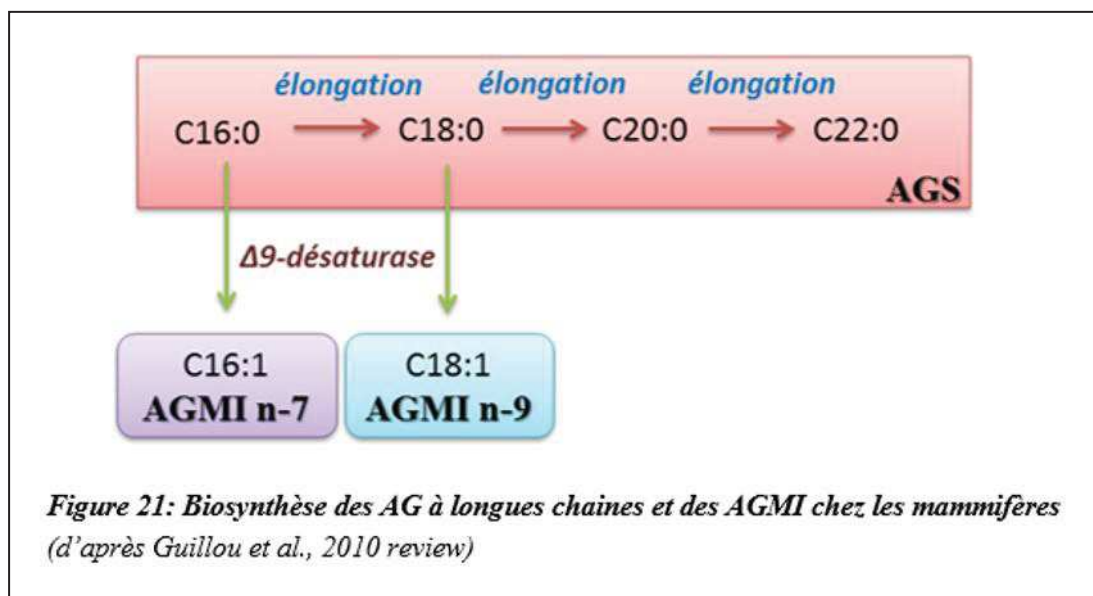 élongation élongation élongation
C16:0 C18:0 C20:0 C22:0
AGS
Δ9-désaturase
C16:1 C18:1
AGMI n-7 AGMI n-9
Figure 21: Biosynthèse des AG à longues chaines et des AGMI chez les mammifères
(d'après Guillou et al., 2010 review)